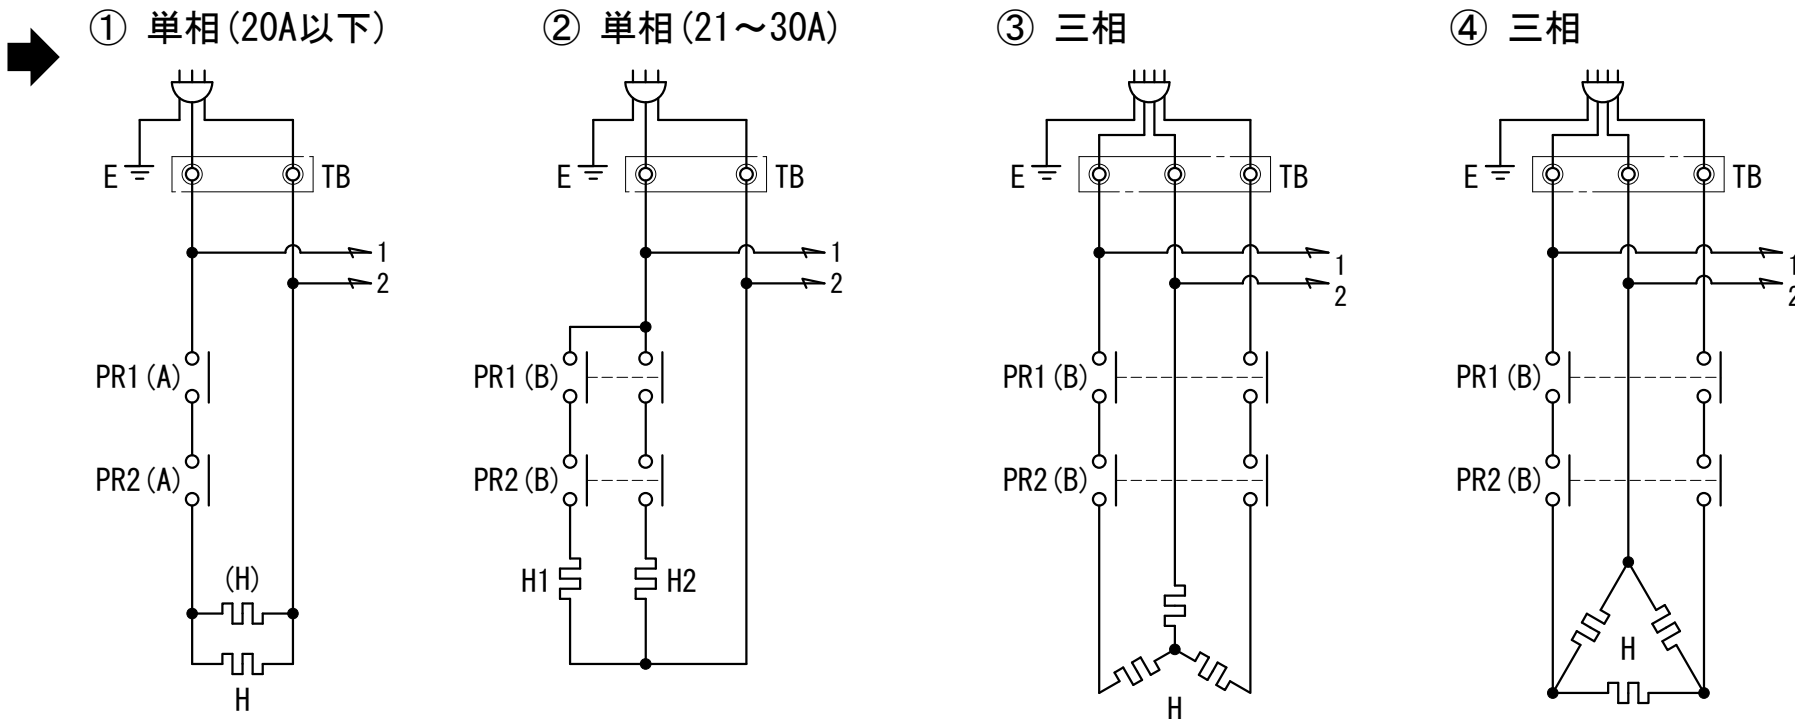 ① 単相(20A以下)
E
TB
1
2
PR1(A)
PR2(A)
(H)
H
② 単相(21～30A)
E
TB
1
2
PR1(B)
PR2(B)
H1
H2
③ 三相
E
TB
1
2
PR1(B)
PR2(B)
H
④ 三相
E
TB
1
2
PR1(B)
PR2(B)
H